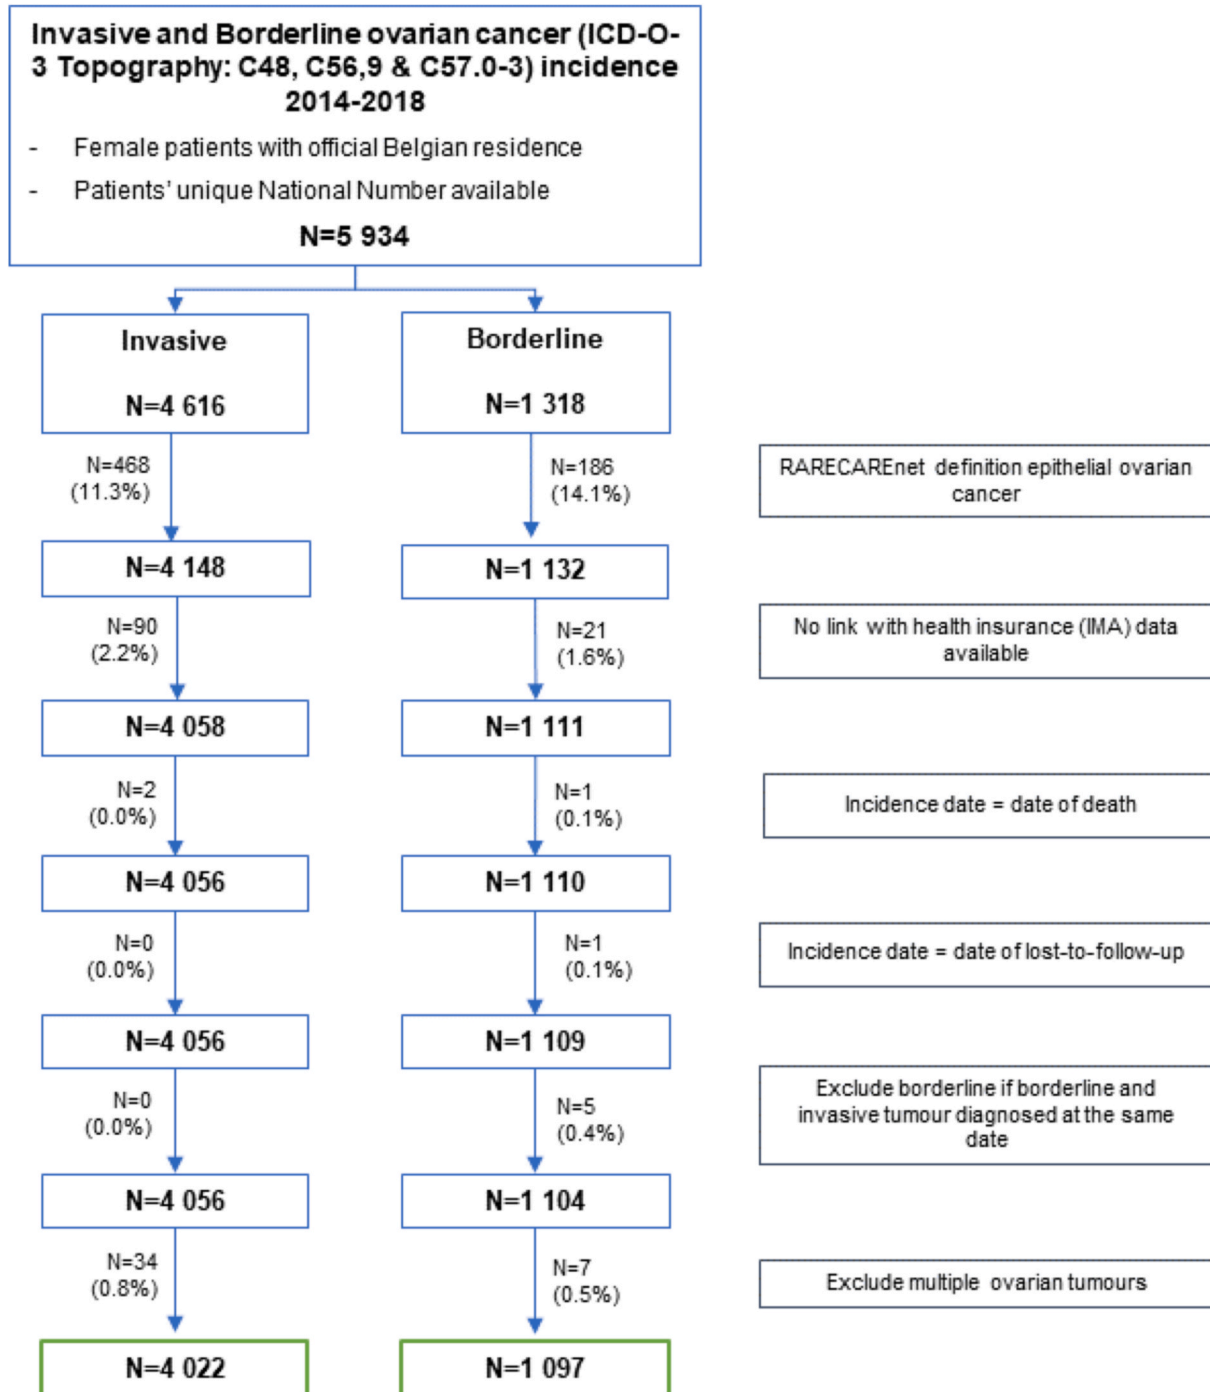 Invasive and Borderline ovarian cancer (ICD-O-
3 Topography: C48, C56,9 & C57.0-3) incidence
2014-2018
- Female patients with official Belgian residence
- Patients' unique National Number available
N=5 934
Invasive
N=4 616
Borderline
N=1 318
N=468
(11.3%)
N=186
(14.1%)
RARECAREnet definition epithelial ovarian
cancer
N=4 148
N=1 132
N=90
(2.2%)
N=21
(1.6%)
No link with health insurance (IMA) data
available
N=4 058
N=1 111
N=2
(0.0%)
N=1
(0.1%)
Incidence date = date of death
N=4 056
N=1 110
N=0
(0.0%)
N=1
(0.1%)
Incidence date = date of lost-to-follow-up
N=4 056
N=1 109
N=0
(0.0%)
N=5
(0.4%)
Exclude borderline if borderline and
invasive tumour diagnosed at the same
date
N=4 056
N=1 104
N=34
(0.8%)
N=7
(0.5%)
Exclude multiple ovarian tumours
N=4 022
N=1 097